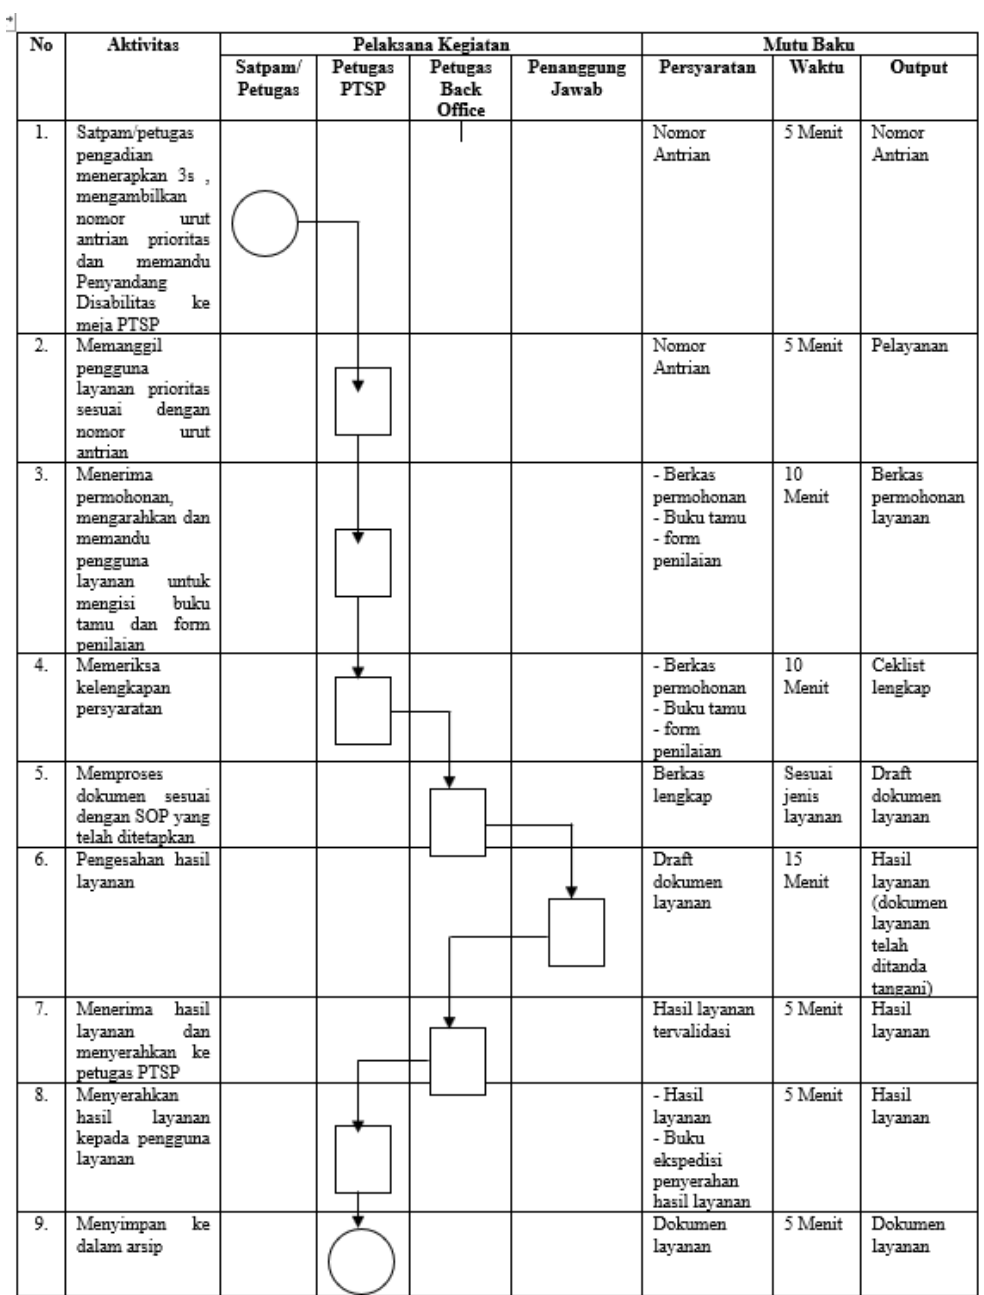 No Aktivitas Pelaksana Kegiatan Mutu Baku
Satpam/ Petugas Petugas Penanggung Persyaratan Waktu Output
Petugas PTSP Back Jawab
Office
1. Satpam/petugas Nomor 5 Menit Nomor
pengadian Antrian Antrian
menerapkan 3s ,
mengambilkan
nomor urut
antrian prioritas
dan memandu
Penyandang
Disabilitas ke
meja PTSP
2. Memanggil Nomor 5 Menit Pelayanan
pengguna Antrian
layanan prioritas
sesuai dengan
nomor urut
antrian
3. Menerima - Berkas 10 Berkas
permohonan, permohonan Menit permohonan
mengarahkan dan - Buku tamu layanan
memandu - form
pengguna penilaian
layanan untuk
mengisi buku
tamu dan form
penilaian
4. Memeriksa - Berkas 10 Ceklist
kelengkapan permohonan Menit lengkap
persyaratan - Buku tamu
- form
penilaian
5. Memproses Berkas Sesuai Draft
dokumen sesuai lengkap jenis dokumen
dengan SOP yang layanan layanan
telah ditetapkan
6. Pengesahan hasil Draft 15 Hasil
layanan dokumen Menit layanan
layanan (dokumen
layanan
telah
ditanda
tangani)
7. Menerima hasil Hasil layanan 5 Menit Hasil
layanan dan tervalidasi layanan
menyerahkan ke
petugas PTSP
8. Menyerahkan - Hasil 5 Menit Hasil
hasil layanan layanan layanan
kepada pengguna - Buku
layanan ekspedisi
penyerahan
hasil layanan
9. Menyimpan ke Dokumen 5 Menit Dokumen
dalam arsip layanan layanan